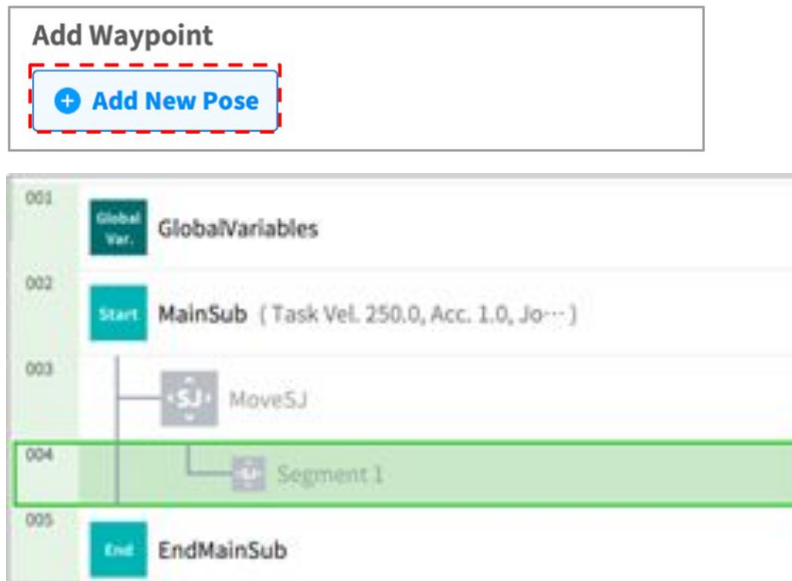 Add Waypoint
Add New Pose
001
Global
Var.
GlobalVariables
002
Start
MainSub ( Task Vel. 250.0, Acc. 1.0, Jo··· )
003
SJ
MoveSJ
004
SJ
Segment 1
005
End
EndMainSub